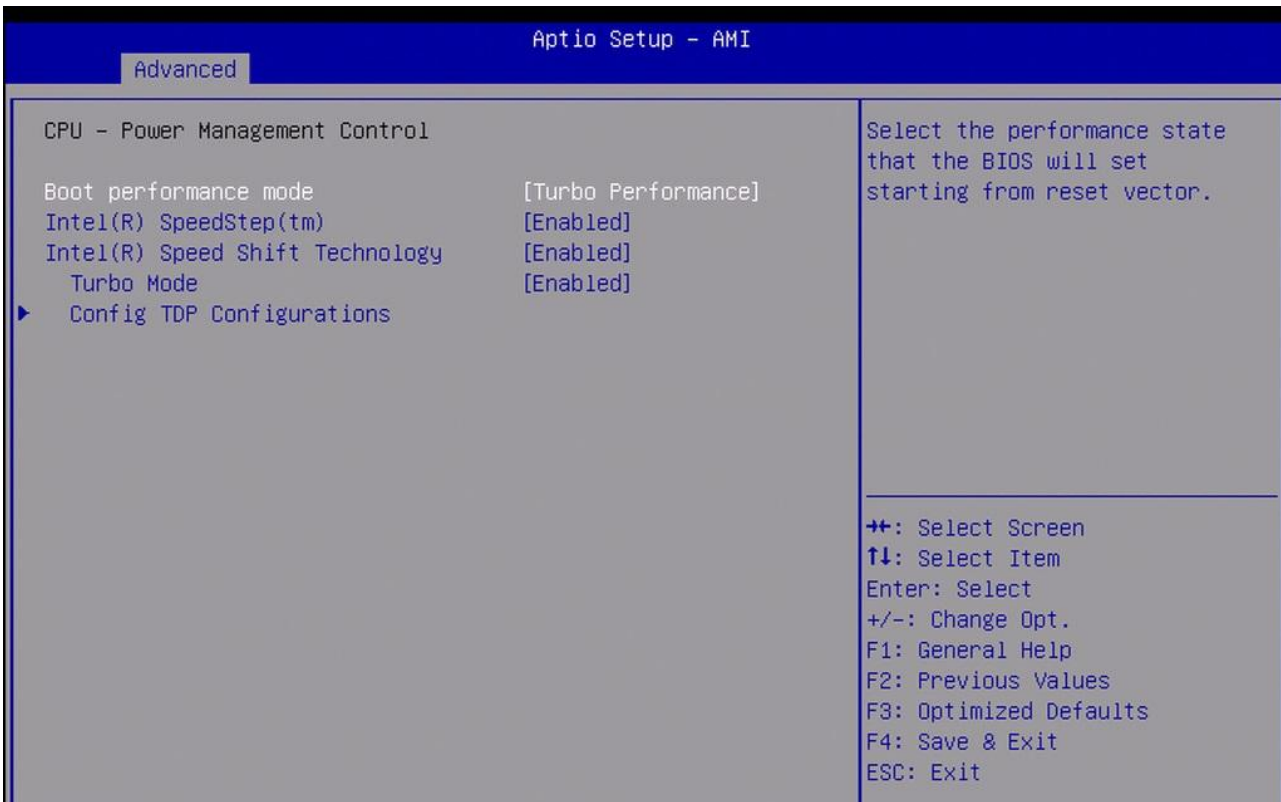 Aptio Setup – AMI
Advanced
CPU – Power Management Control
Boot performance mode [Turbo Performance]
Intel(R) SpeedStep(tm) [Enabled]
Intel(R) Speed Shift Technology [Enabled]
Turbo Mode [Enabled]
Config TDP Configurations
Select the performance state
that the BIOS will set
starting from reset vector.
→←: Select Screen
↑↓: Select Item
Enter: Select
+/-: Change Opt.
F1: General Help
F2: Previous Values
F3: Optimized Defaults
F4: Save & Exit
ESC: Exit